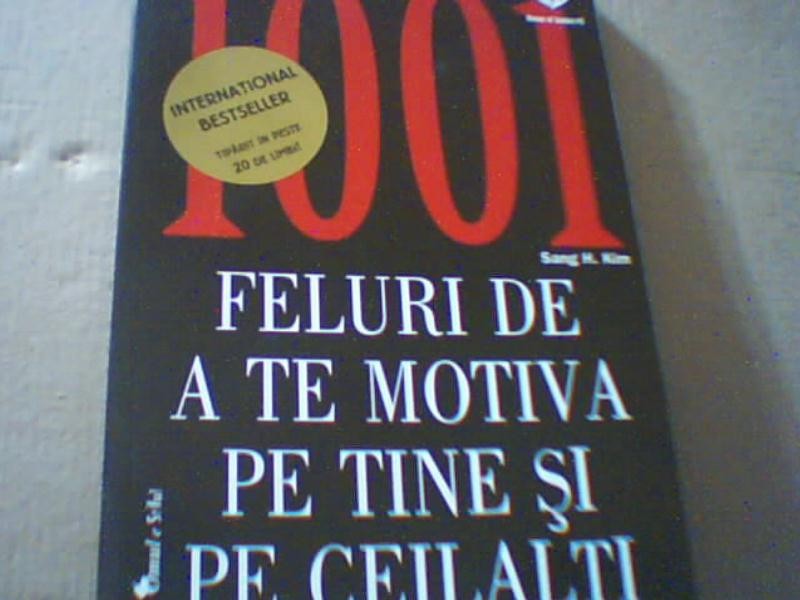 1001
INTERNAȚIONAL
BESTSELLER
TIPĂRIT ÎN PESTE
20 DE LIMBI!
Sang H. Kim
FELURI DE
A TE MOTIVA
PE TINE ŞI
PE CEILALŢI